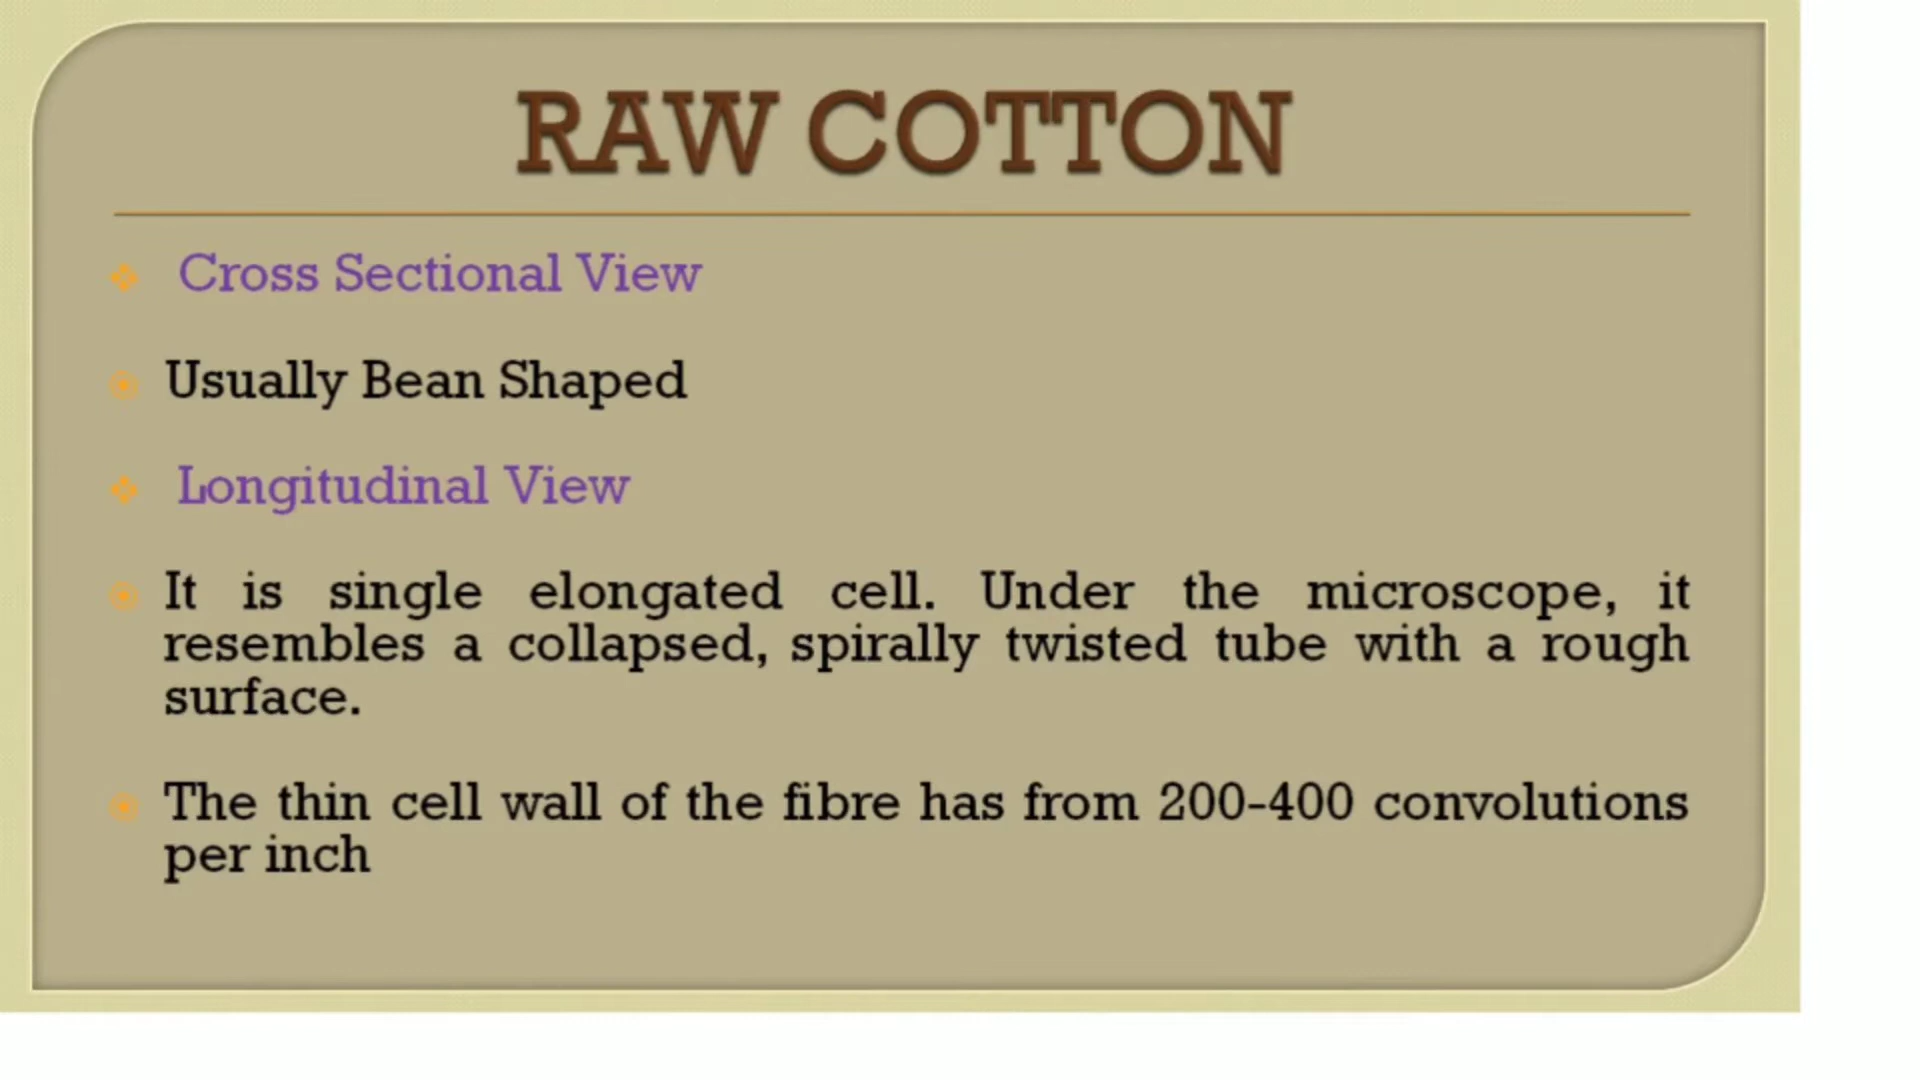 RAW COTTON
Cross Sectional View
Usually Bean Shaped
Longitudinal View
It is single elongated cell. Under the microscope, it
resembles a collapsed, spirally twisted tube with a rough
surface.
The thin cell wall of the fibre has from 200-400 convolutions
per inch